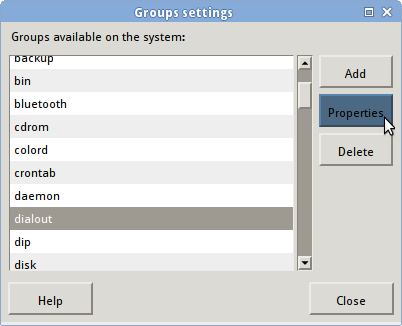 Groups settings
Groups available on the system:
backup
bin
bluetooth
cdrom
colord
crontab
daemon
dialout
dip
disk
Add
Properties
Delete
Help
Close